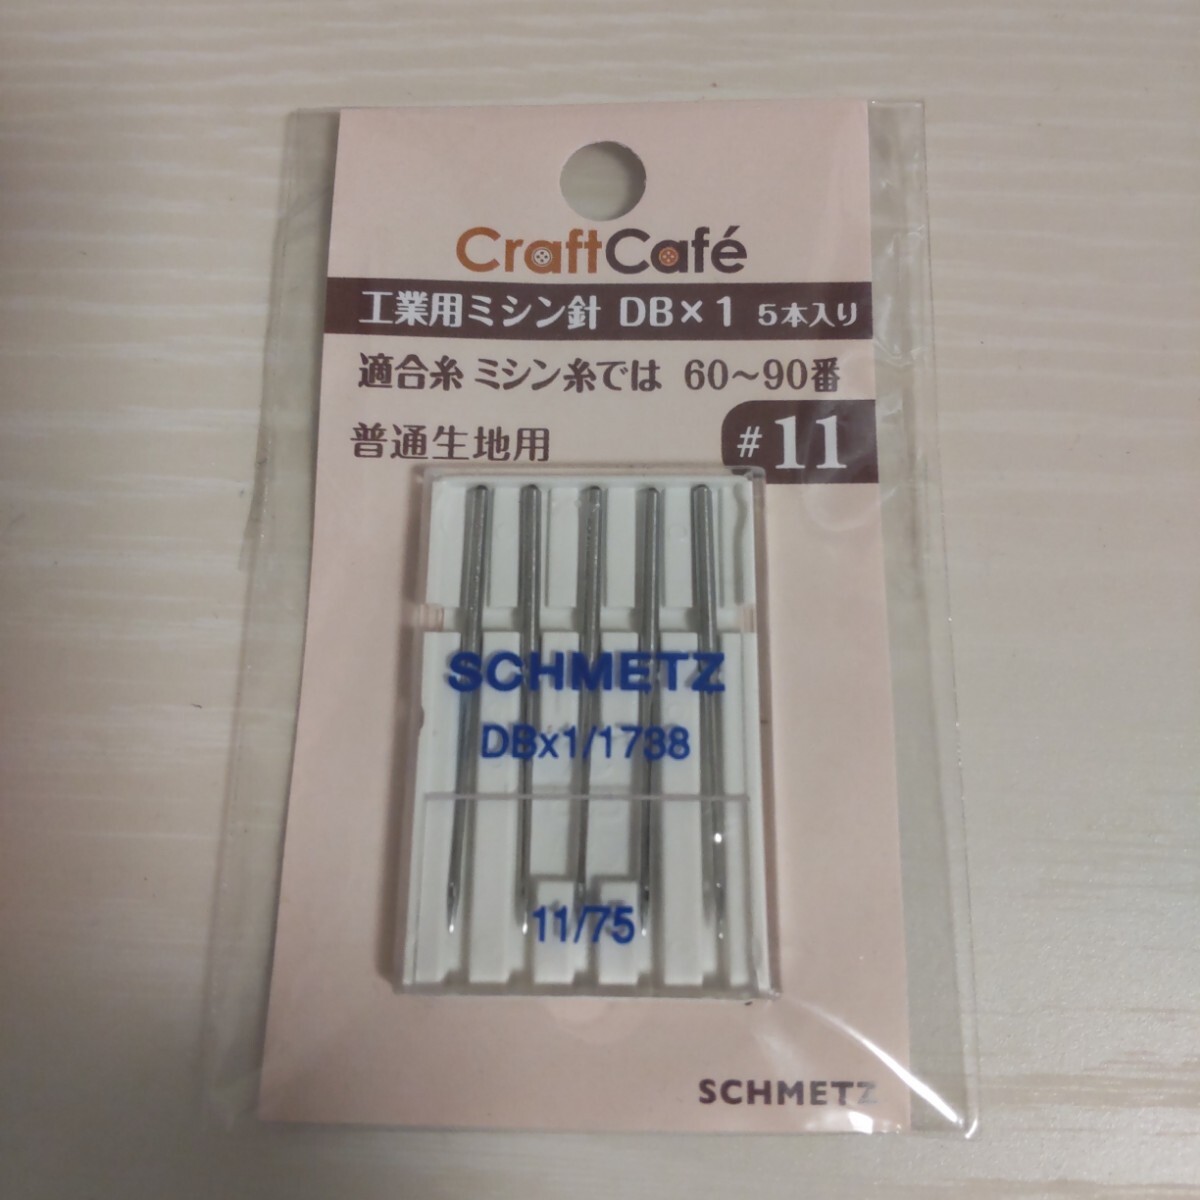 CraftCafé
工業用ミシン針 DB×1 5本入り
適合糸 ミシン糸では 60～90番
普通生地用
#11
SCHMETZ
DBx1/1738
11/75
SCHMETZ